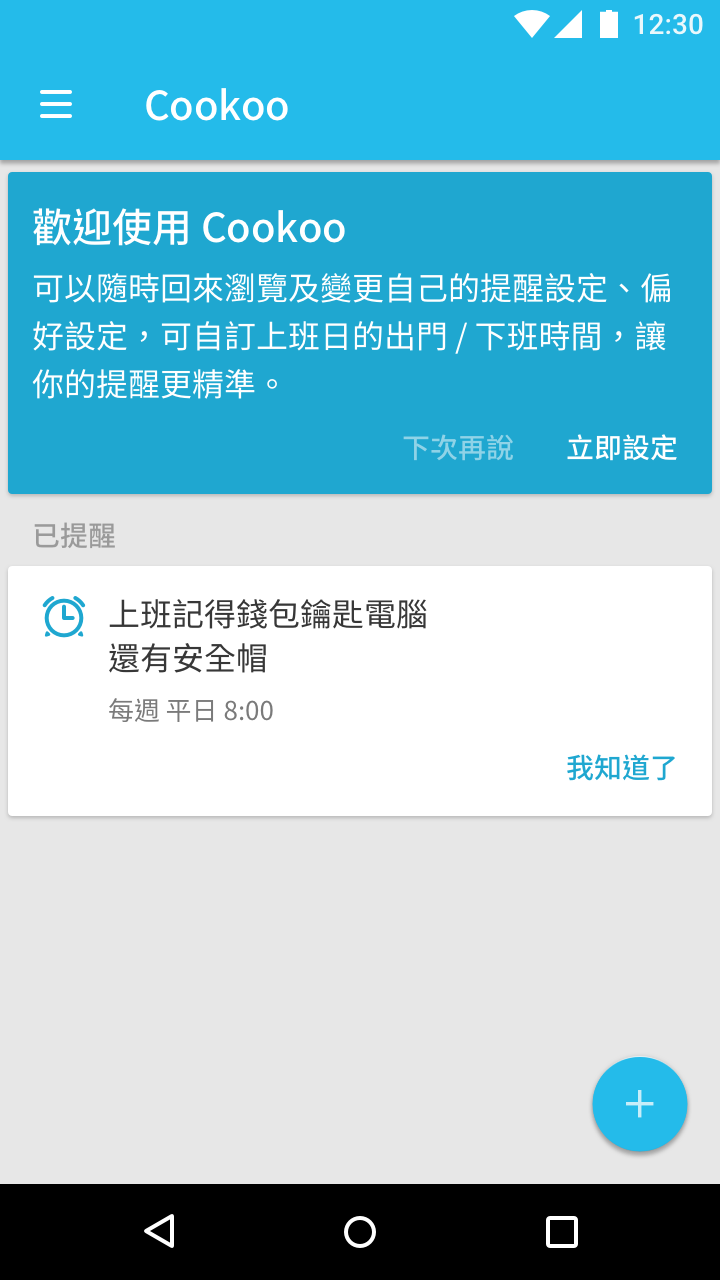 12:30
Cookoo
歡迎使用 Cookoo
可以隨時回來瀏覽及變更自己的提醒設定、偏
好設定，可自訂上班日的出門 / 下班時間，讓
你的提醒更精準。
下次再說 立即設定
已提醒
上班記得錢包鑰匙電腦
還有安全帽
每週 平日 8:00
我知道了